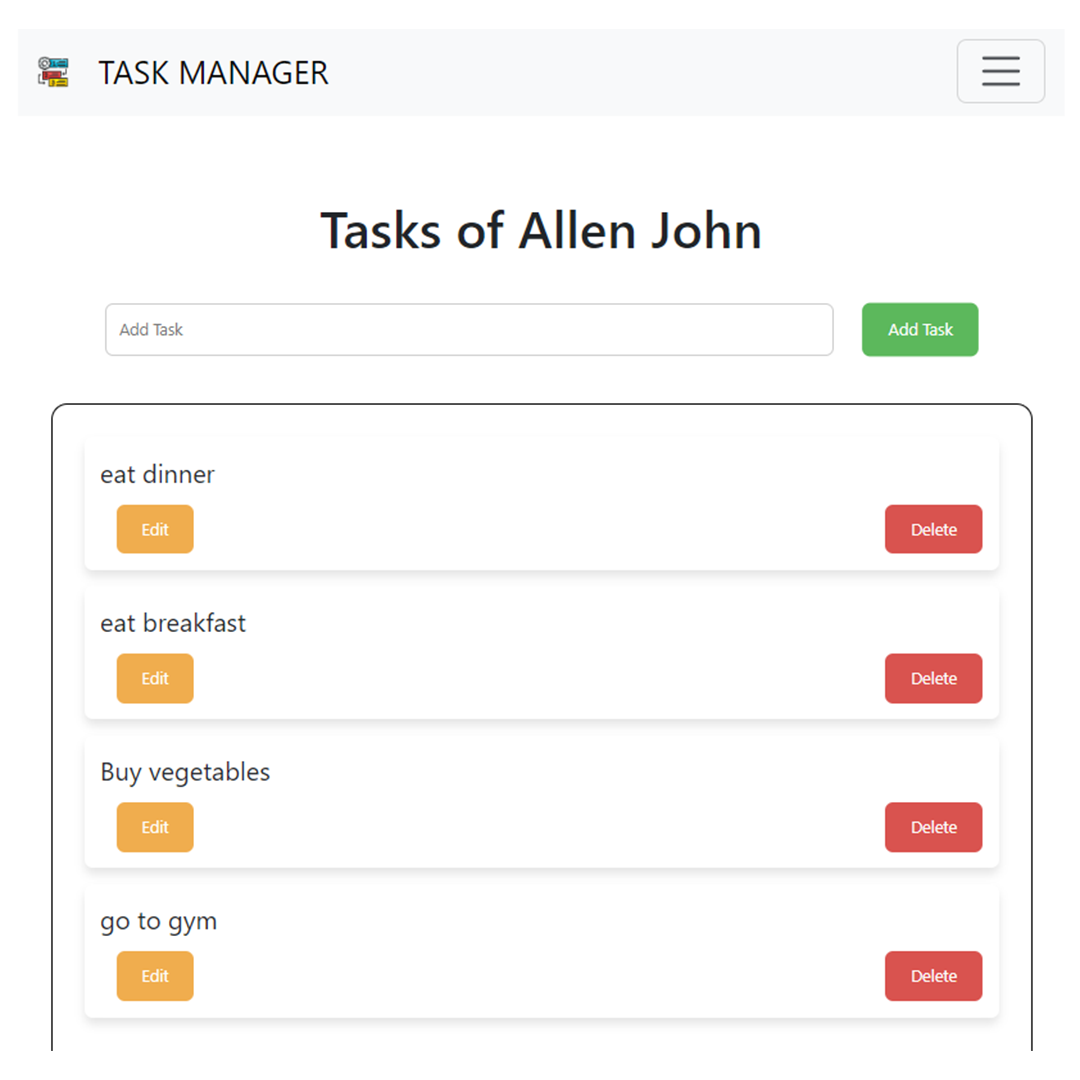 TASK MANAGER
Tasks of Allen John
Add Task Add Task
eat dinner
Edit Delete
eat breakfast
Edit Delete
Buy vegetables
Edit Delete
go to gym
Edit Delete